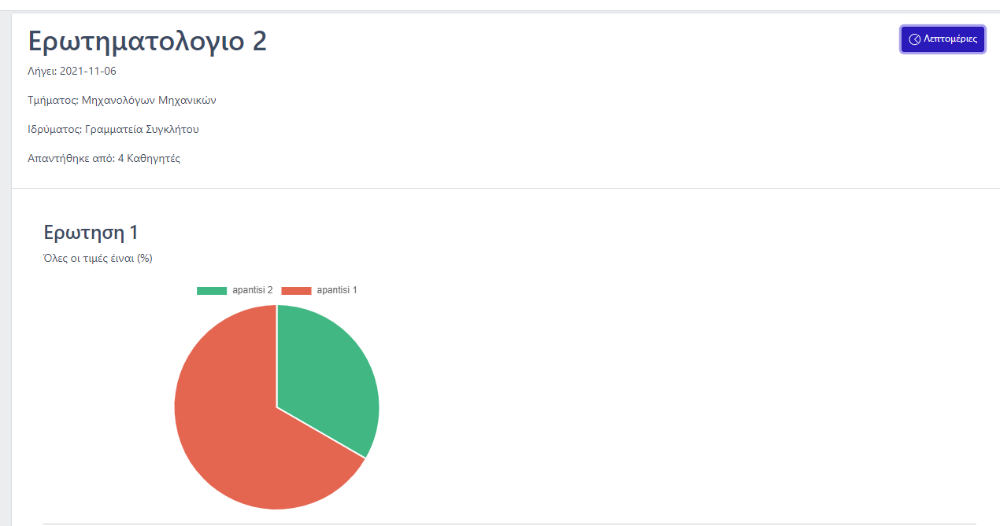 Ερωτηματολογιο 2
Λεπτομέριες
Λήγει: 2021-11-06
Τμήματος: Μηχανολόγων Μηχανικών
Ιδρύματος: Γραμματεία Συγκλήτου
Απαντήθηκε από: 4 Καθηγητές
Ερωτηση 1
Όλες οι τιμές έιναι (%)
apantisi 2 apantisi 1